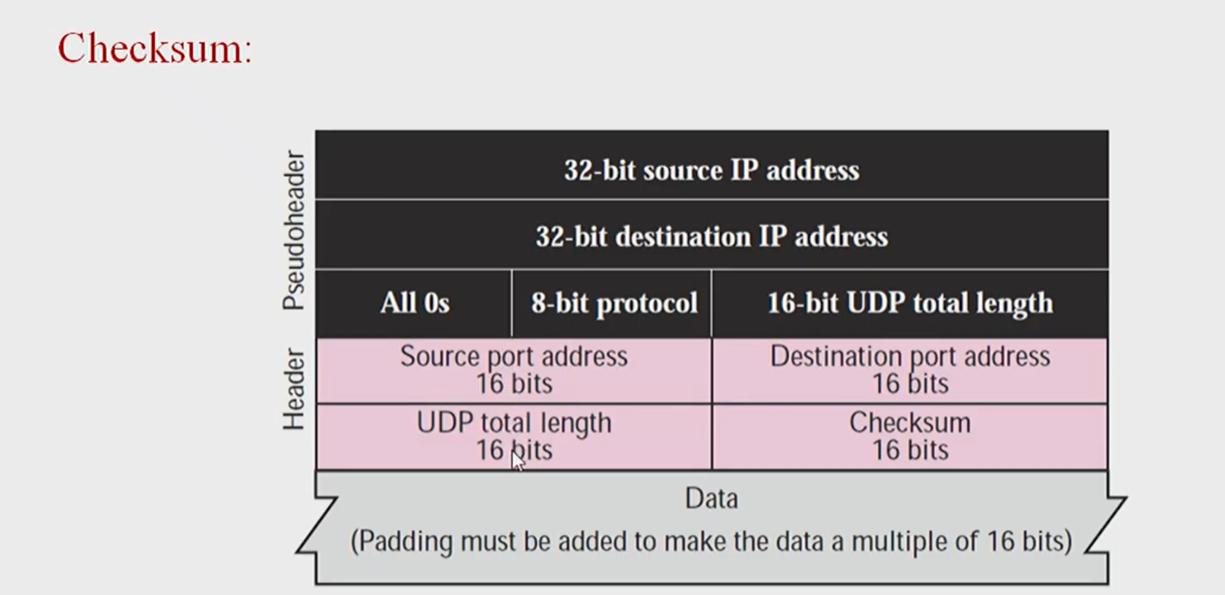 Checksum:
Pseudoheader
32-bit source IP address
32-bit destination IP address
All 0s
8-bit protocol
16-bit UDP total length
Header
Source port address
16 bits
Destination port address
16 bits
UDP total length
16 bits
Checksum
16 bits
Data
(Padding must be added to make the data a multiple of 16 bits)